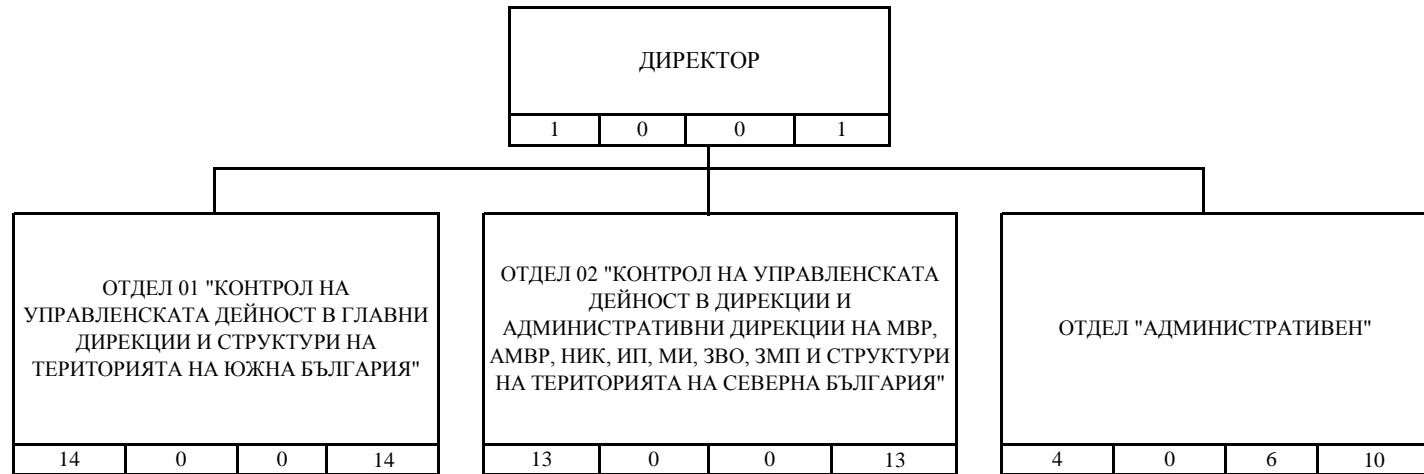 ДИРЕКТОР
1 0 0 1
ОТДЕЛ 01 "КОНТРОЛ НА
УПРАВЛЕНСКАТА ДЕЙНОСТ В ГЛАВНИ
ДИРЕКЦИИ И СТРУКТУРИ НА
ТЕРИТОРИЯТА НА ЮЖНА БЪЛГАРИЯ"
14 0 0 14
ОТДЕЛ 02 "КОНТРОЛ НА УПРАВЛЕНСКАТА
ДЕЙНОСТ В ДИРЕКЦИИ И
АДМИНИСТРАТИВНИ ДИРЕКЦИИ НА МВР,
АМВР, НИК, ИП, МИ, ЗВО, ЗМП И СТРУКТУРИ
НА ТЕРИТОРИЯТА НА СЕВЕРНА БЪЛГАРИЯ"
13 0 0 13
ОТДЕЛ "АДМИНИСТРАТИВЕН"
4 0 6 10